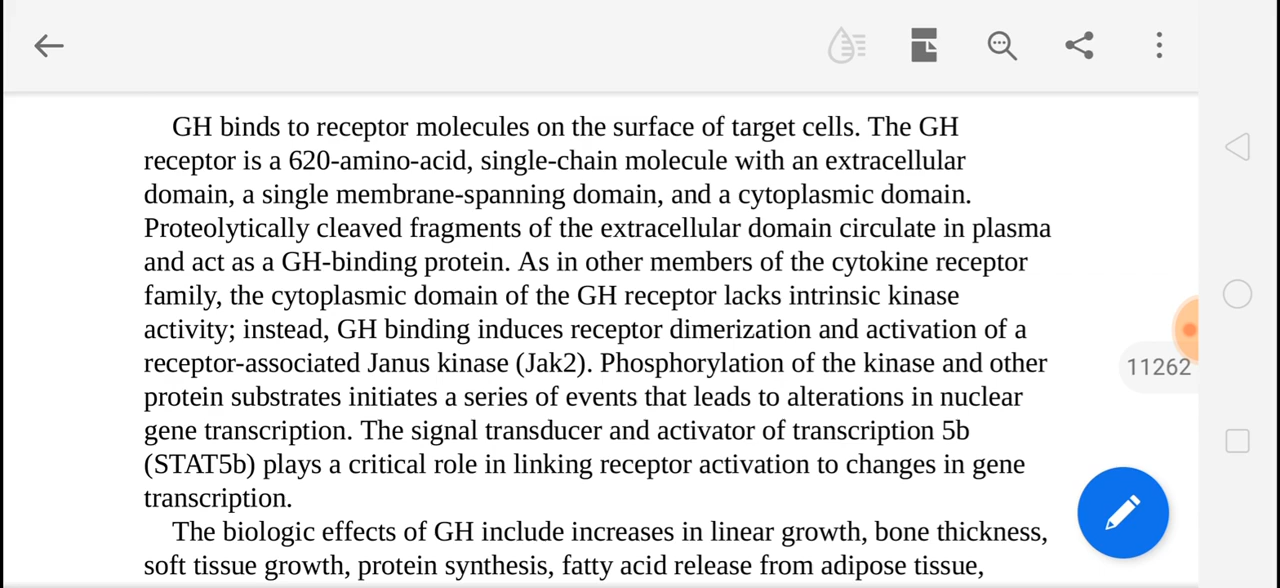 GH binds to receptor molecules on the surface of target cells. The GH
receptor is a 620-amino-acid, single-chain molecule with an extracellular
domain, a single membrane-spanning domain, and a cytoplasmic domain.
Proteolytically cleaved fragments of the extracellular domain circulate in plasma
and act as a GH-binding protein. As in other members of the cytokine receptor
family, the cytoplasmic domain of the GH receptor lacks intrinsic kinase
activity; instead, GH binding induces receptor dimerization and activation of a
receptor-associated Janus kinase (Jak2). Phosphorylation of the kinase and other
protein substrates initiates a series of events that leads to alterations in nuclear
gene transcription. The signal transducer and activator of transcription 5b
(STAT5b) plays a critical role in linking receptor activation to changes in gene
transcription.
The biologic effects of GH include increases in linear growth, bone thickness,
soft tissue growth, protein synthesis, fatty acid release from adipose tissue,
11262